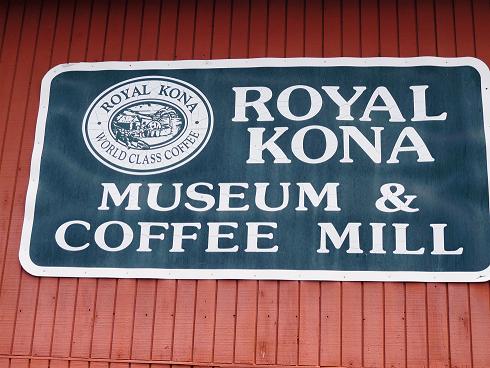 ROYAL KONA
WORLD CLASS COFFEE
ROYAL
KONA
MUSEUM &
COFFEE MILL